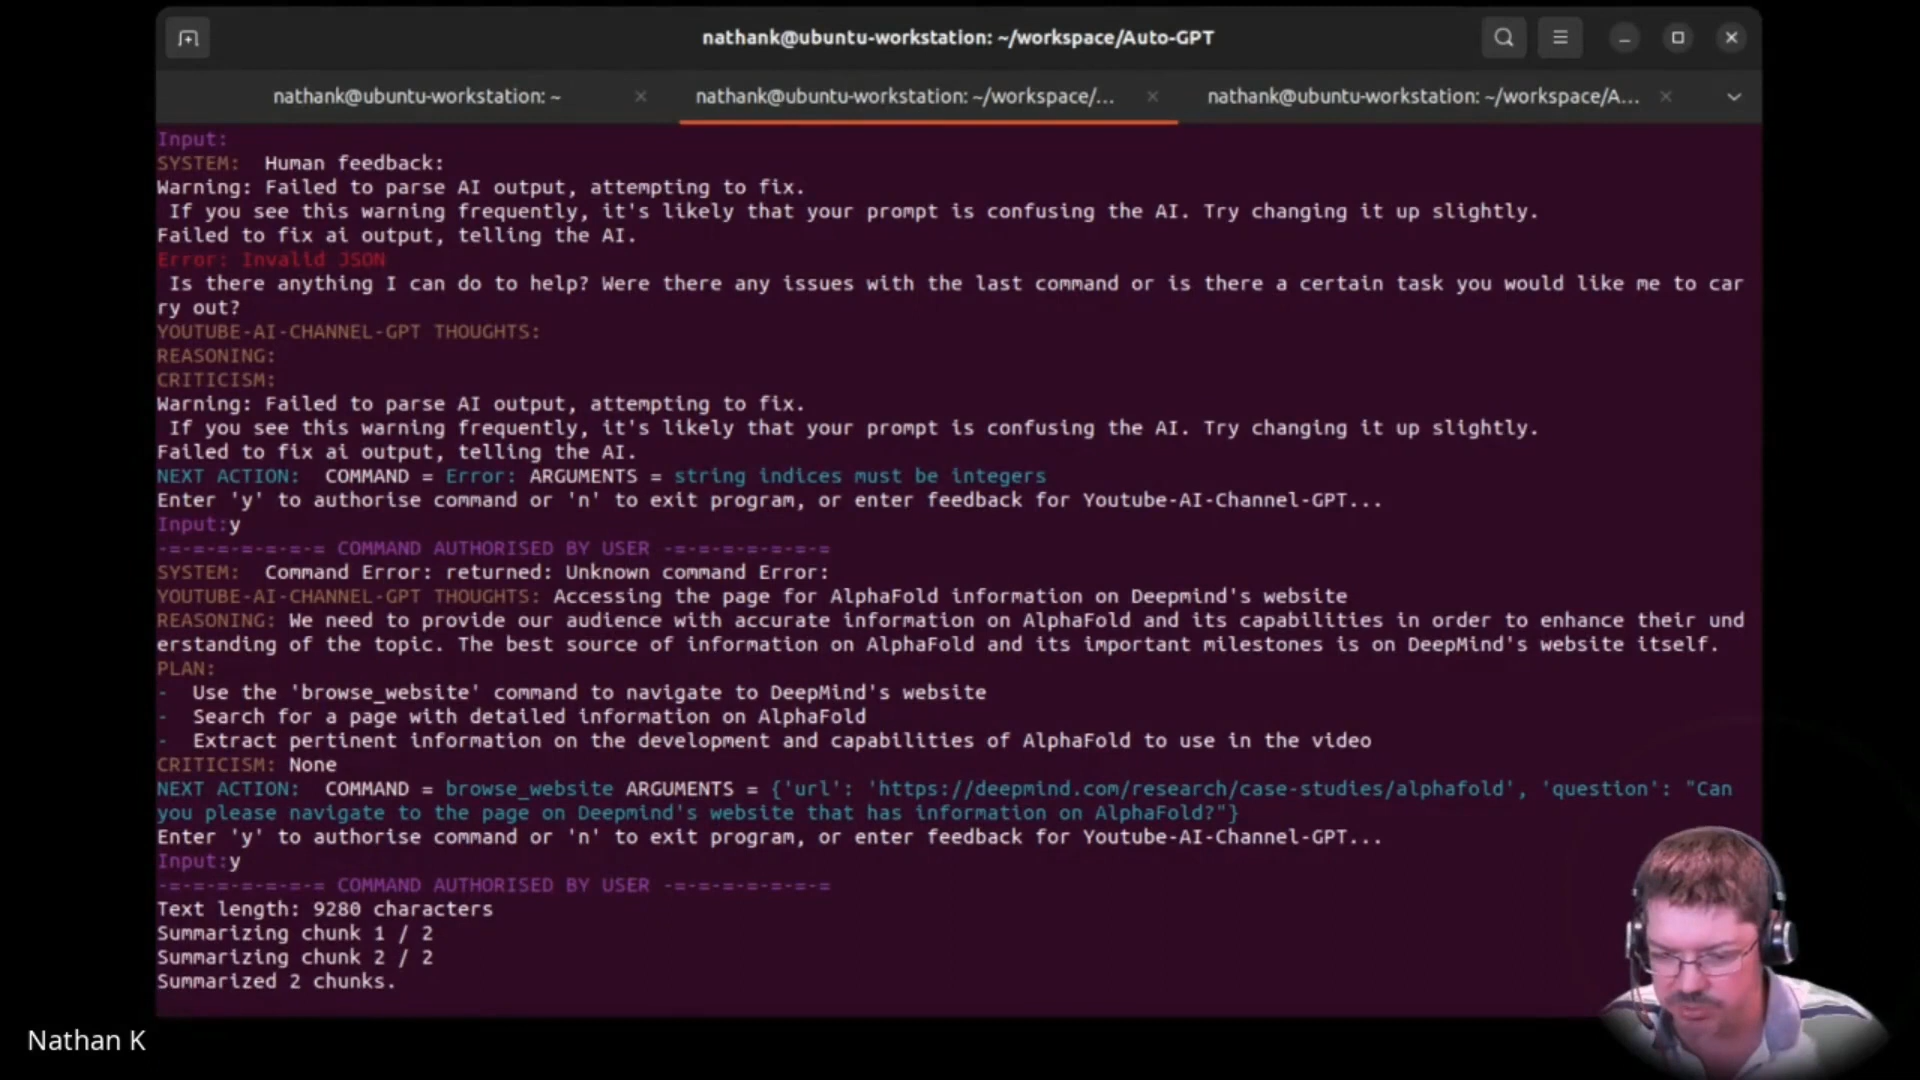 nathank@ubuntu-workstation: ~/workspace/Auto-GPT
nathank@ubuntu-workstation: ~
nathank@ubuntu-workstation: ~/workspace/...
nathank@ubuntu-workstation: ~/workspace/A...
Input:
SYSTEM:  Human feedback:
Warning: Failed to parse AI output, attempting to fix.
 If you see this warning frequently, it's likely that your prompt is confusing the AI. Try changing it up slightly.
Failed to fix ai output, telling the AI.
Error: Invalid JSON
 Is there anything I can do to help? Were there any issues with the last command or is there a certain task you would like me to car
ry out?
YOUTUBE-AI-CHANNEL-GPT THOUGHTS:
REASONING:
CRITICISM:
Warning: Failed to parse AI output, attempting to fix.
 If you see this warning frequently, it's likely that your prompt is confusing the AI. Try changing it up slightly.
Failed to fix ai output, telling the AI.
NEXT ACTION:  COMMAND = Error: ARGUMENTS = string indices must be integers
Enter 'y' to authorise command or 'n' to exit program, or enter feedback for Youtube-AI-Channel-GPT...
Input:y
-=-=-=-=-=-=-= COMMAND AUTHORISED BY USER -=-=-=-=-=-=-=
SYSTEM:  Command Error: returned: Unknown command Error:
YOUTUBE-AI-CHANNEL-GPT THOUGHTS: Accessing the page for AlphaFold information on Deepmind's website
REASONING: We need to provide our audience with accurate information on AlphaFold and its capabilities in order to enhance their und
erstanding of the topic. The best source of information on AlphaFold and its important milestones is on DeepMind's website itself.
PLAN:
-  Use the 'browse_website' command to navigate to DeepMind's website
-  Search for a page with detailed information on AlphaFold
-  Extract pertinent information on the development and capabilities of AlphaFold to use in the video
CRITICISM: None
NEXT ACTION:  COMMAND = browse_website ARGUMENTS = {'url': 'https://deepmind.com/research/case-studies/alphafold', 'question': "Can
you please navigate to the page on Deepmind's website that has information on AlphaFold?"}
Enter 'y' to authorise command or 'n' to exit program, or enter feedback for Youtube-AI-Channel-GPT...
Input:y
-=-=-=-=-=-=-= COMMAND AUTHORISED BY USER -=-=-=-=-=-=-=
Text length: 9280 characters
Summarizing chunk 1 / 2
Summarizing chunk 2 / 2
Summarized 2 chunks.
Nathan K